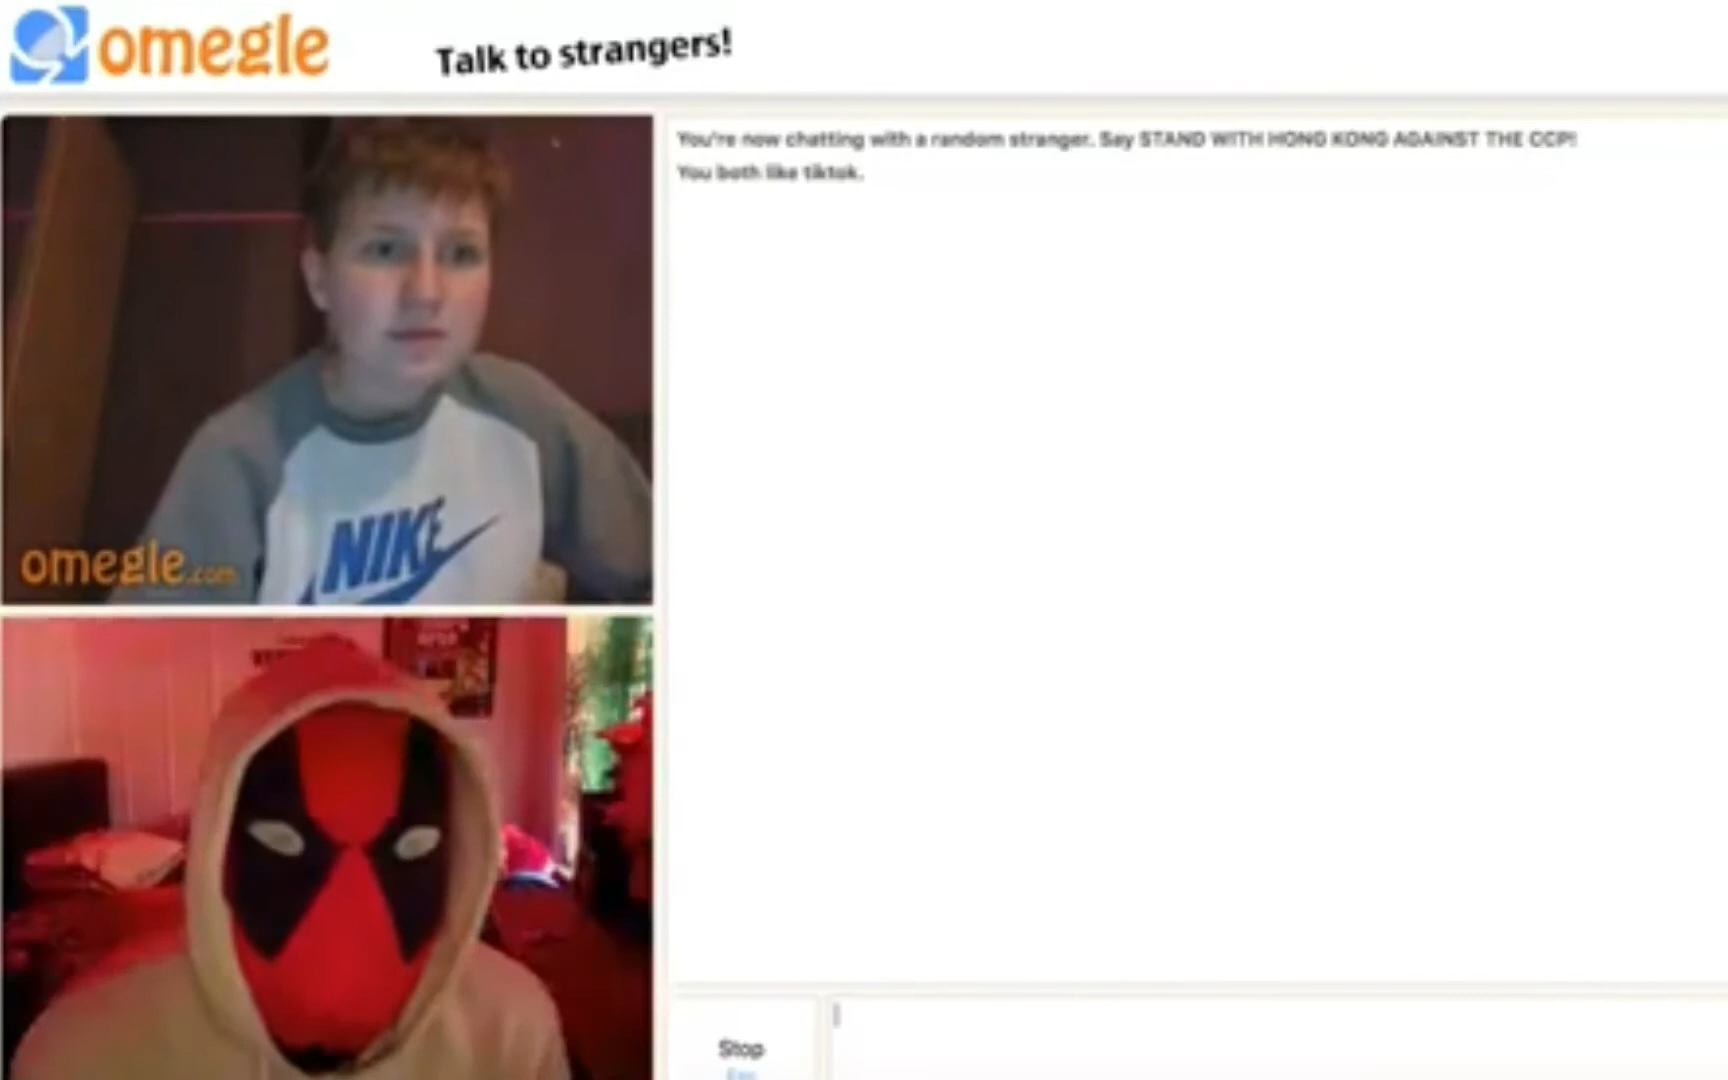 omegle
Talk to strangers!
You're now chatting with a random stranger. Say STAND WITH HONG KONG AGAINST THE CCP!
You both like tiktok.
NIKE
omegle.com
Stop
Esc